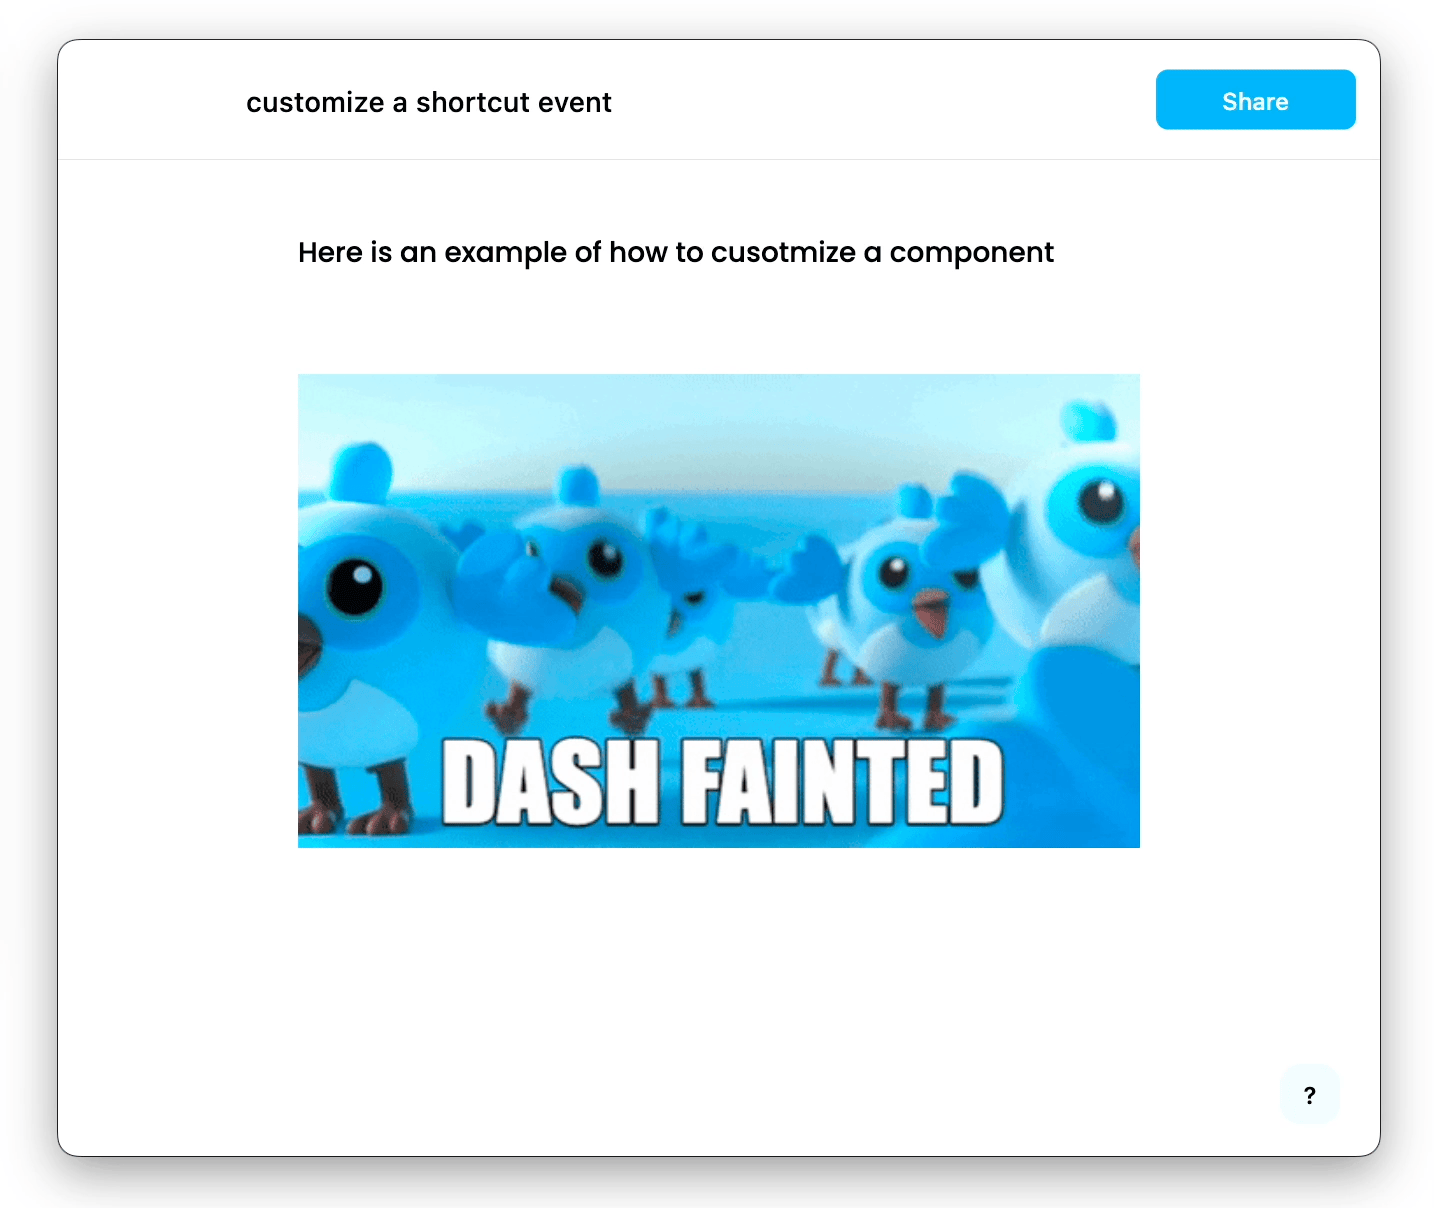 customize a shortcut event
Share
Here is an example of how to cusotmize a component
DASH FAINTED
?